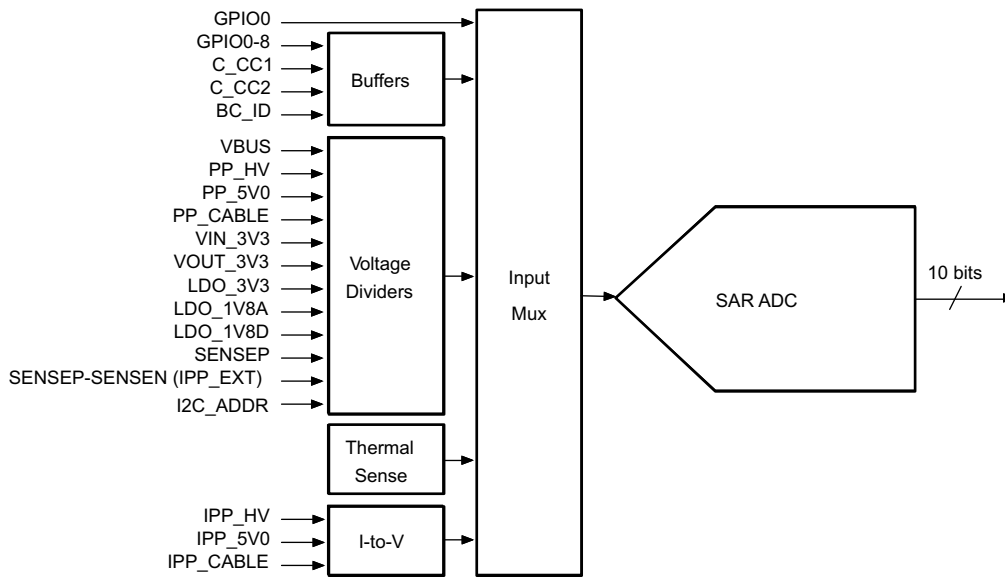 GPIO0
GPIO0-8
C_CC1
C_CC2
BC_ID
Buffers
VBUS
PP_HV
PP_5V0
PP_CABLE
VIN_3V3
VOUT_3V3
LDO_3V3
LDO_1V8A
LDO_1V8D
SENSEP
SENSEP-SENSEN (IPP_EXT)
I2C_ADDR
Voltage
Dividers
Thermal
Sense
IPP_HV
IPP_5V0
IPP_CABLE
I-to-V
Input
Mux
SAR ADC
10 bits